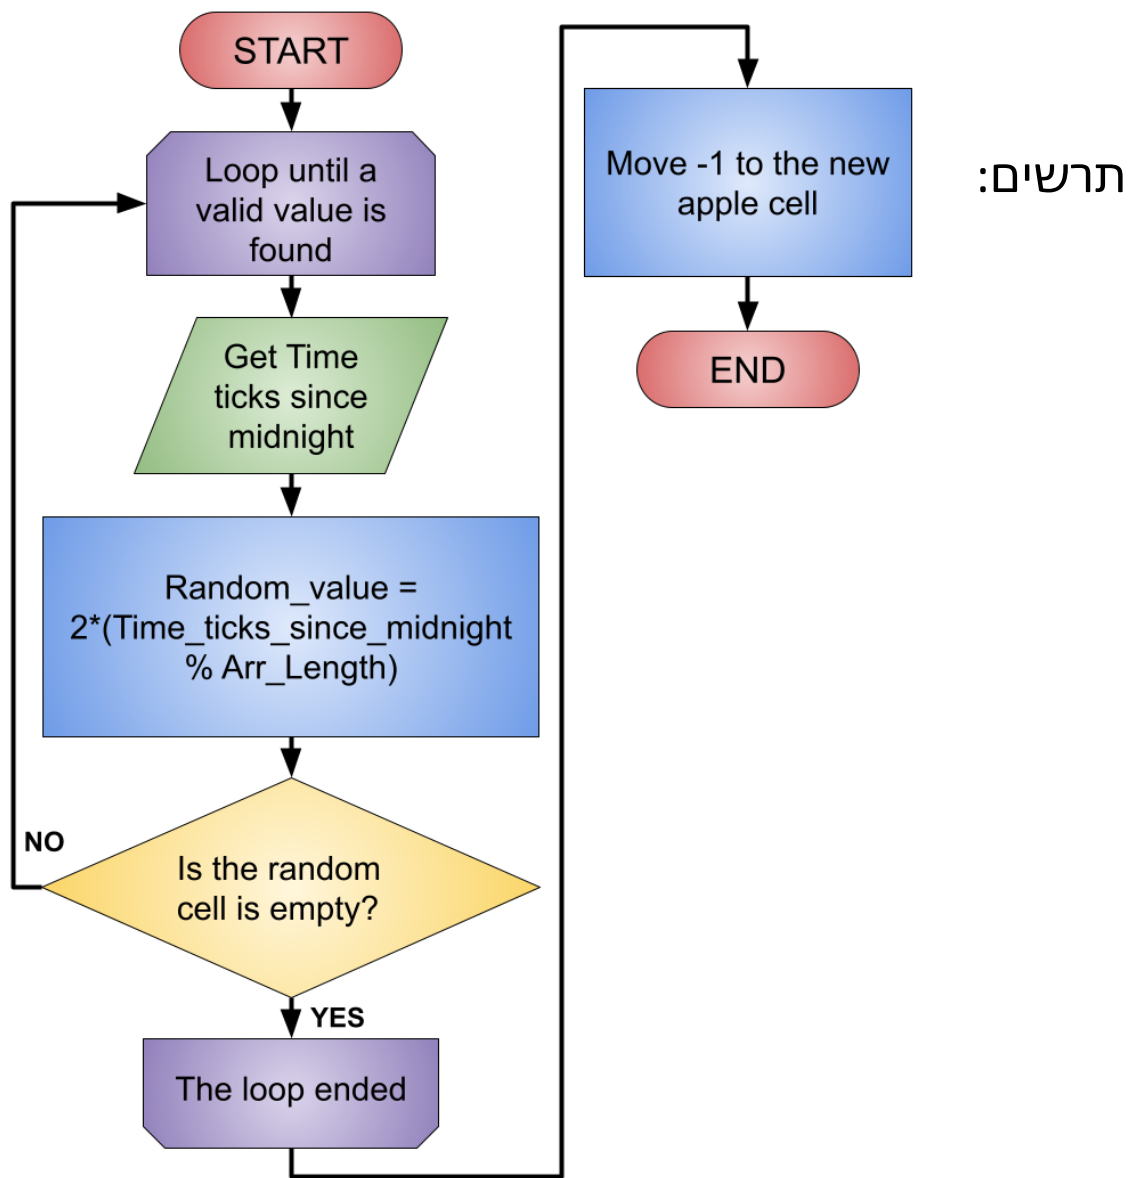 תרשים:
START
Loop until a
valid value is
found
Get Time
ticks since
midnight
Random_value =
2*(Time_ticks_since_midnight
% Arr_Length)
Is the random
cell is empty?
NO
YES
The loop ended
Move -1 to the new
apple cell
END